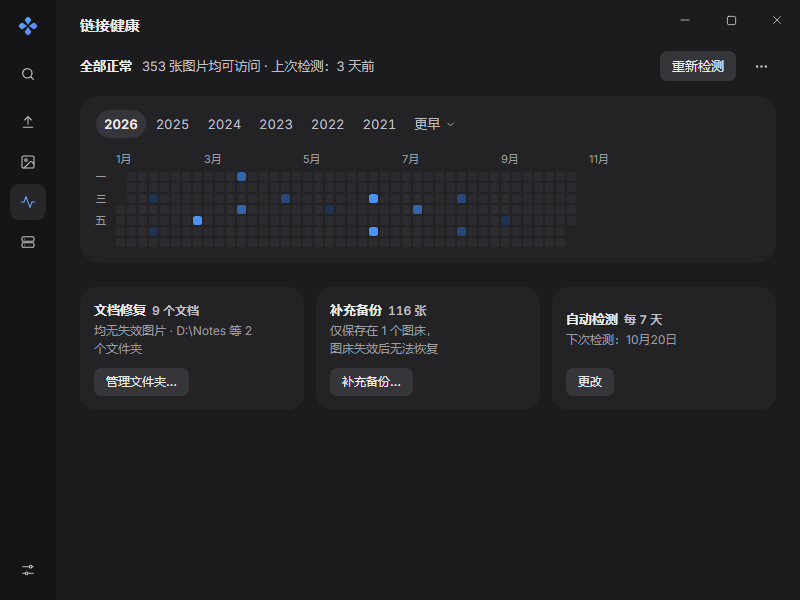 链接健康
全部正常 353 张图片均可访问 · 上次检测：3 天前
重新检测
2026 2025 2024 2023 2022 2021 更早
1月 3月 5月 7月 9月 11月
一
三
五
文档修复 9 个文档
均无失效图片 · D:\Notes 等 2
个文件夹
管理文件夹...
补充备份 116 张
仅保存在 1 个图床，
图床失效后无法恢复
补充备份...
自动检测 每 7 天
下次检测：10月20日
更改